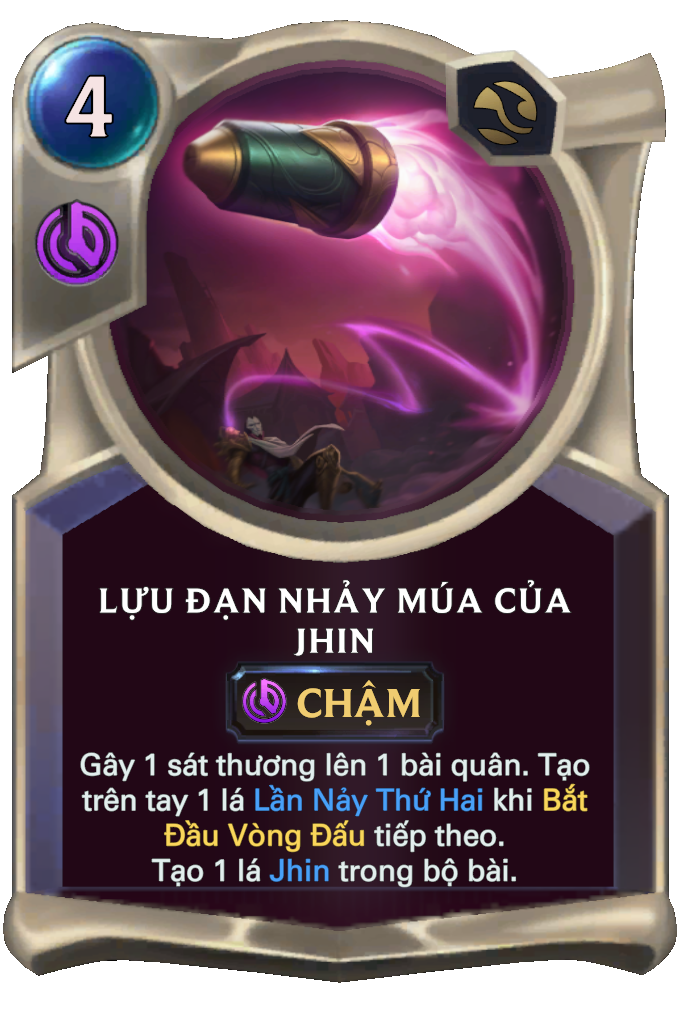 4
LỰU ĐẠN NHẢY MÚA CỦA
JHIN
CHẬM
Gây 1 sát thương lên 1 bài quân. Tạo
trên tay 1 lá Lần Nảy Thứ Hai khi Bắt
Đầu Vòng Đấu tiếp theo.
Tạo 1 lá Jhin trong bộ bài.